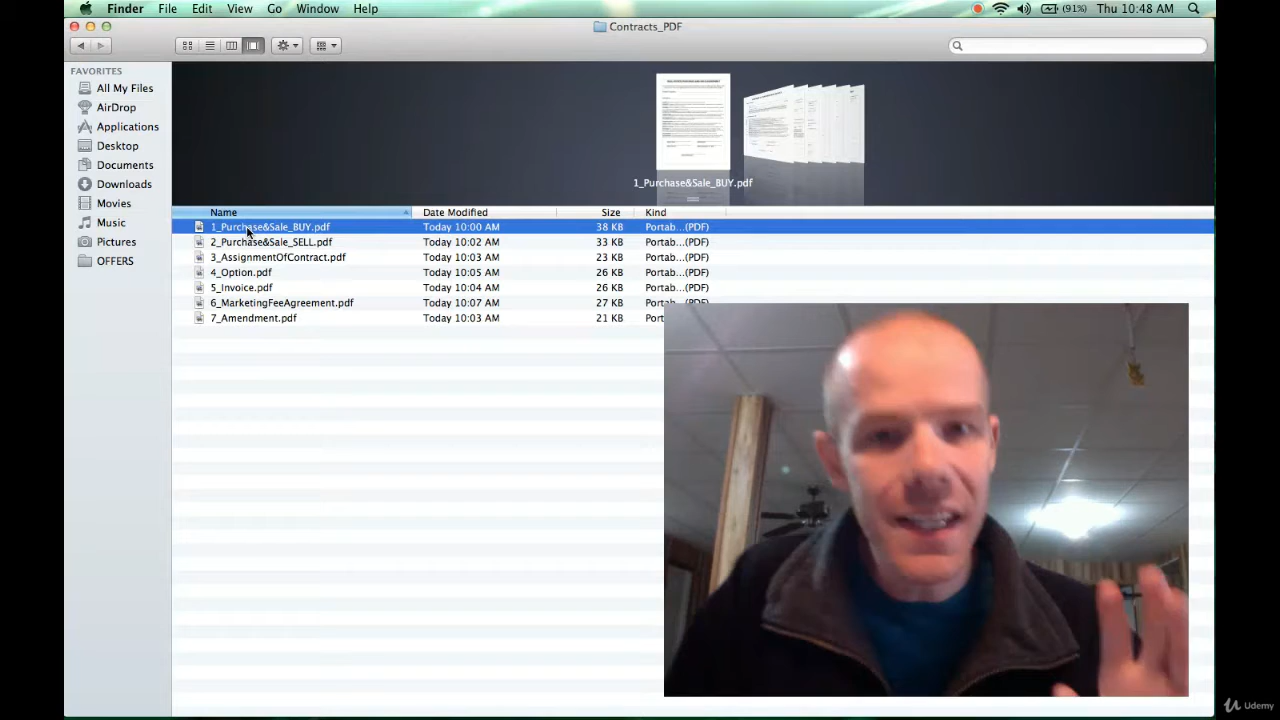 Finder File Edit View Go Window Help (91%) Thu 10:48 AM
Contracts_PDF
FAVORITES
All My Files
AirDrop
Applications
Desktop
Documents
Downloads
Movies
Music
Pictures
OFFERS
1_Purchase&Sale_BUY.pdf
Name Date Modified Size Kind
1_Purchase&Sale_BUY.pdf Today 10:00 AM 38 KB Portab...(PDF)
2_Purchase&Sale_SELL.pdf Today 10:02 AM 33 KB Portab...(PDF)
3_AssignmentOfContract.pdf Today 10:03 AM 23 KB Portab...(PDF)
4_Option.pdf Today 10:05 AM 26 KB Portab...(PDF)
5_Invoice.pdf Today 10:04 AM 26 KB Portab...(PDF)
6_MarketingFeeAgreement.pdf Today 10:07 AM 27 KB Portab...(PDF)
7_Amendment.pdf Today 10:03 AM 21 KB Port
Udemy